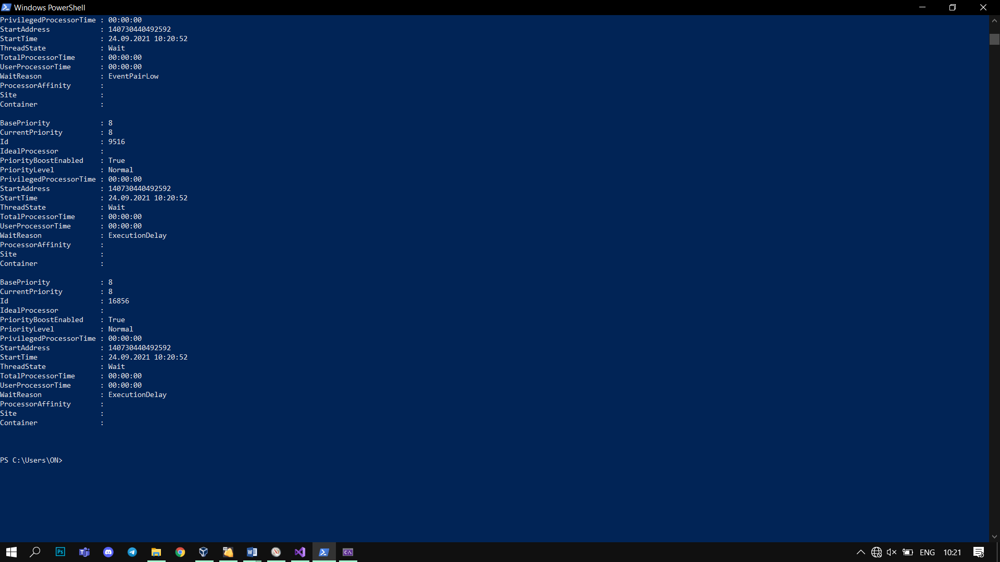 Windows PowerShell
PrivilegedProcessorTime : 00:00:00
StartAddress            : 140730440492592
StartTime               : 24.09.2021 10:20:52
ThreadState             : Wait
TotalProcessorTime      : 00:00:00
UserProcessorTime       : 00:00:00
WaitReason              : EventPairLow
ProcessorAffinity       :
Site                    :
Container               :

BasePriority            : 8
CurrentPriority         : 8
Id                      : 9516
IdealProcessor          :
PriorityBoostEnabled    : True
PriorityLevel           : Normal
PrivilegedProcessorTime : 00:00:00
StartAddress            : 140730440492592
StartTime               : 24.09.2021 10:20:52
ThreadState             : Wait
TotalProcessorTime      : 00:00:00
UserProcessorTime       : 00:00:00
WaitReason              : ExecutionDelay
ProcessorAffinity       :
Site                    :
Container               :

BasePriority            : 8
CurrentPriority         : 8
Id                      : 16856
IdealProcessor          :
PriorityBoostEnabled    : True
PriorityLevel           : Normal
PrivilegedProcessorTime : 00:00:00
StartAddress            : 140730440492592
StartTime               : 24.09.2021 10:20:52
ThreadState             : Wait
TotalProcessorTime      : 00:00:00
UserProcessorTime       : 00:00:00
WaitReason              : ExecutionDelay
ProcessorAffinity       :
Site                    :
Container               :

PS C:\Users\ON>
Ps
ENG 10:21